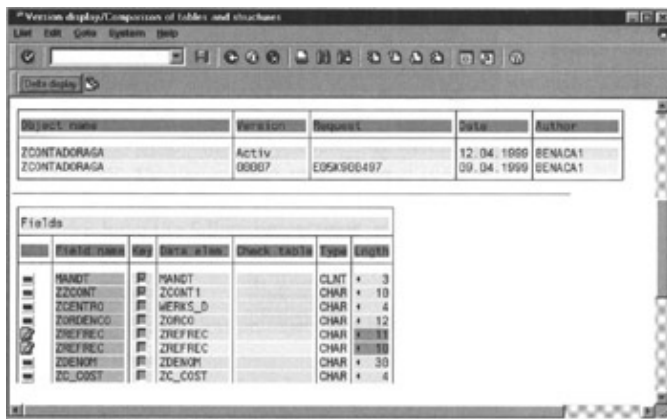 Version display/Comparison of tables and structures
List Edit Goto System Help
Delta display
Object name Version Request Date Author
ZCONTADORAGA Activ 12.04.1999 BENACA1
ZCONTADORAGA 00007 E05K900497 09.04.1999 BENACA1
Fields
Field name Key Data elem. Check table Type Length
MANDT MANDT CLNT 3
ZZCONT ZCONT1 CHAR 10
ZCENTRO WERKS_D CHAR 4
ZORDENCO ZORCO CHAR 12
ZREFREC ZREFREC CHAR 11
ZREFREC ZREFREC CHAR 10
ZDENOM ZDENOM CHAR 30
ZC_COST ZC_COST CHAR 4